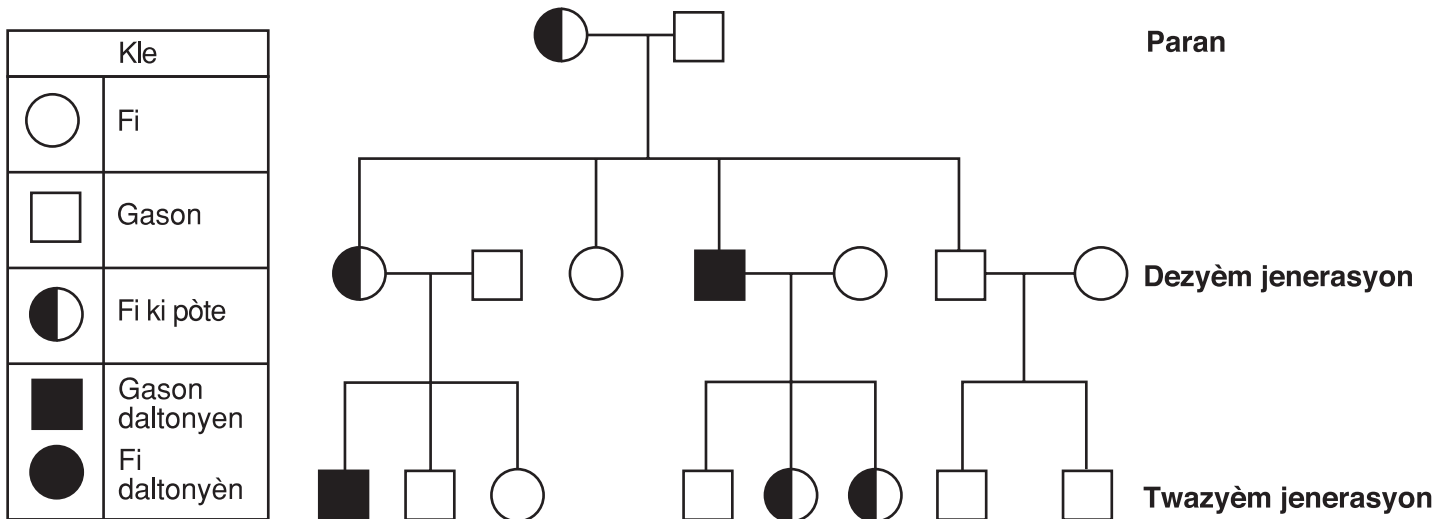 Kle
Fi
Gason
Fi ki pòte
Gason
daltonyen
Fi
daltonyèn
Paran
Dezyèm jenerasyon
Twazyèm jenerasyon